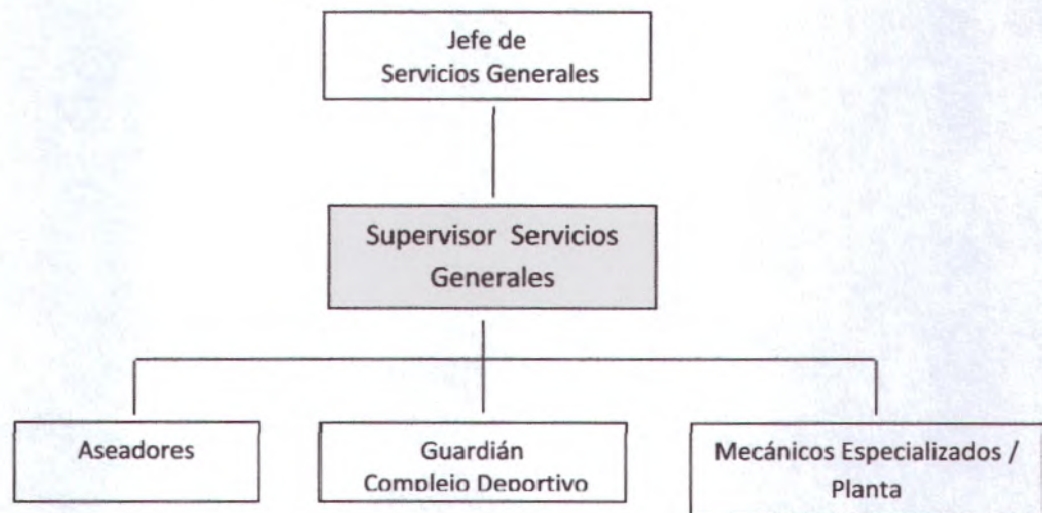 Jefe de
Servicios Generales
Supervisor Servicios
Generales
Aseadores
Guardián
Complejo Deportivo
Mecánicos Especializados /
Planta